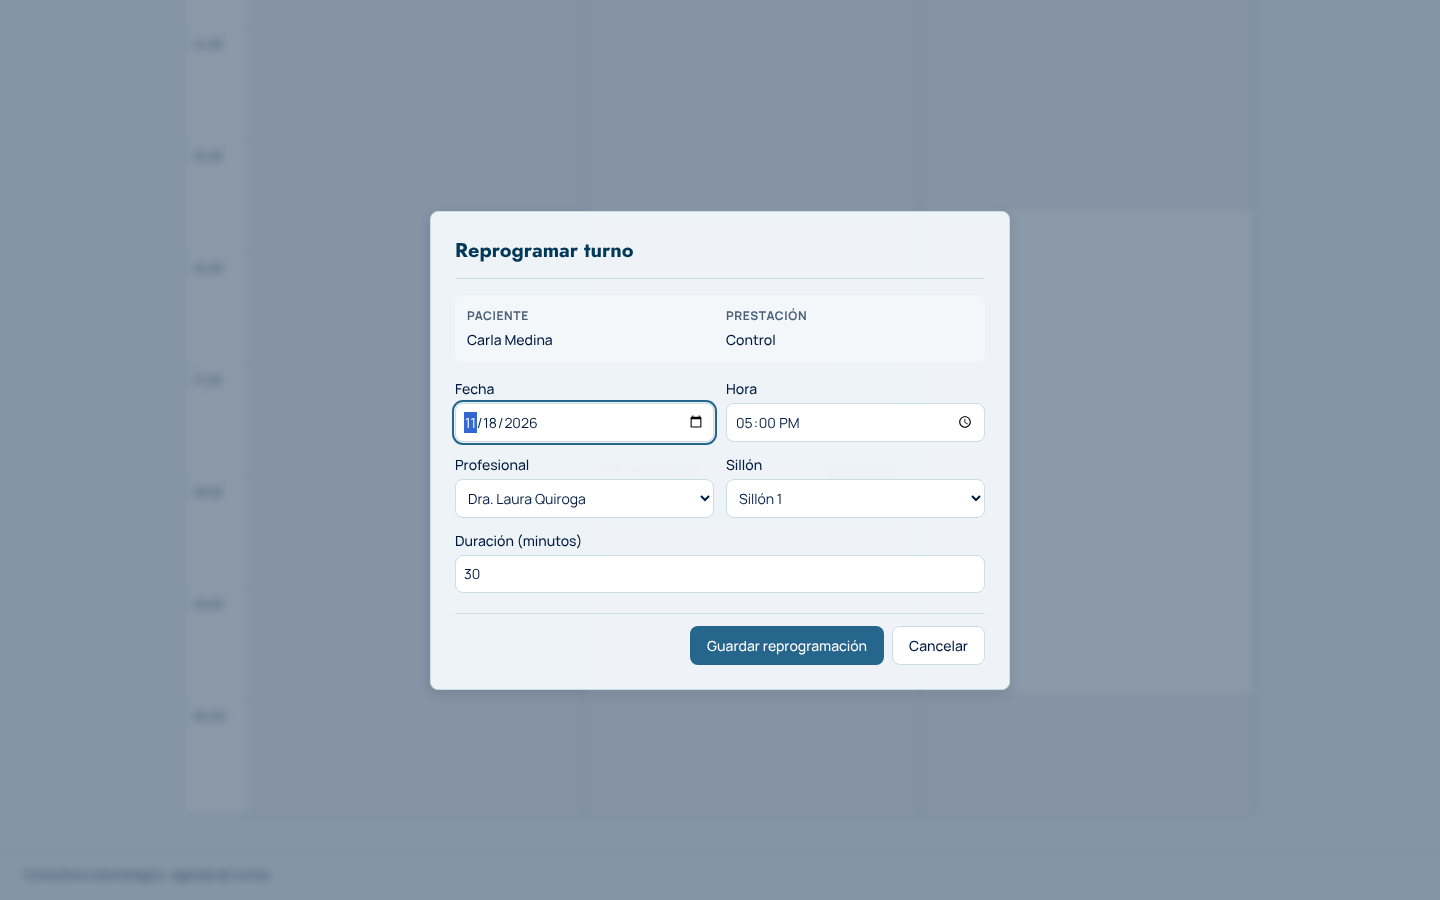 Reprogramar turno
PACIENTE
Carla Medina
PRESTACIÓN
Control
Fecha
11/18/2026
Hora
05:00 PM
Profesional
Dra. Laura Quiroga
Sillón
Sillón 1
Duración (minutos)
30
Guardar reprogramación
Cancelar